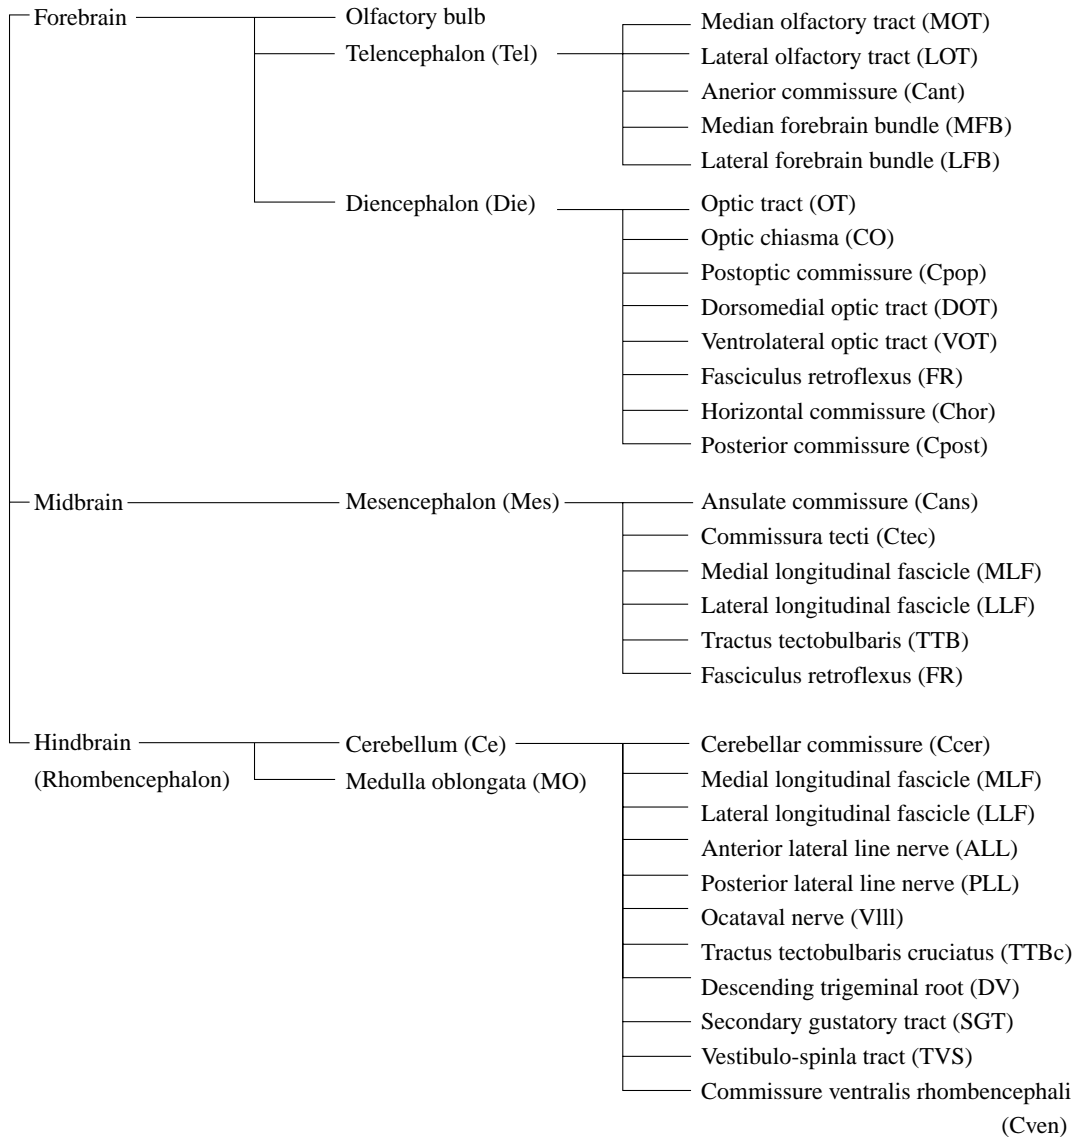 Forebrain
Olfactory bulb
Telencephalon (Tel)
Median olfactory tract (MOT)
Lateral olfactory tract (LOT)
Anerior commissure (Cant)
Median forebrain bundle (MFB)
Lateral forebrain bundle (LFB)
Diencephalon (Die)
Optic tract (OT)
Optic chiasma (CO)
Postoptic commissure (Cpop)
Dorsomedial optic tract (DOT)
Ventrolateral optic tract (VOT)
Fasciculus retroflexus (FR)
Horizontal commissure (Chor)
Posterior commissure (Cpost)
Midbrain
Mesencephalon (Mes)
Ansulate commissure (Cans)
Commissura tecti (Ctec)
Medial longitudinal fascicle (MLF)
Lateral longitudinal fascicle (LLF)
Tractus tectobulbaris (TTB)
Fasciculus retroflexus (FR)
Hindbrain
(Rhombencephalon)
Cerebellum (Ce)
Medulla oblongata (MO)
Cerebellar commissure (Ccer)
Medial longitudinal fascicle (MLF)
Lateral longitudinal fascicle (LLF)
Anterior lateral line nerve (ALL)
Posterior lateral line nerve (PLL)
Ocataval nerve (Vlll)
Tractus tectobulbaris cruciatus (TTBc)
Descending trigeminal root (DV)
Secondary gustatory tract (SGT)
Vestibulo-spinla tract (TVS)
Commissure ventralis rhombencephali
(Cven)